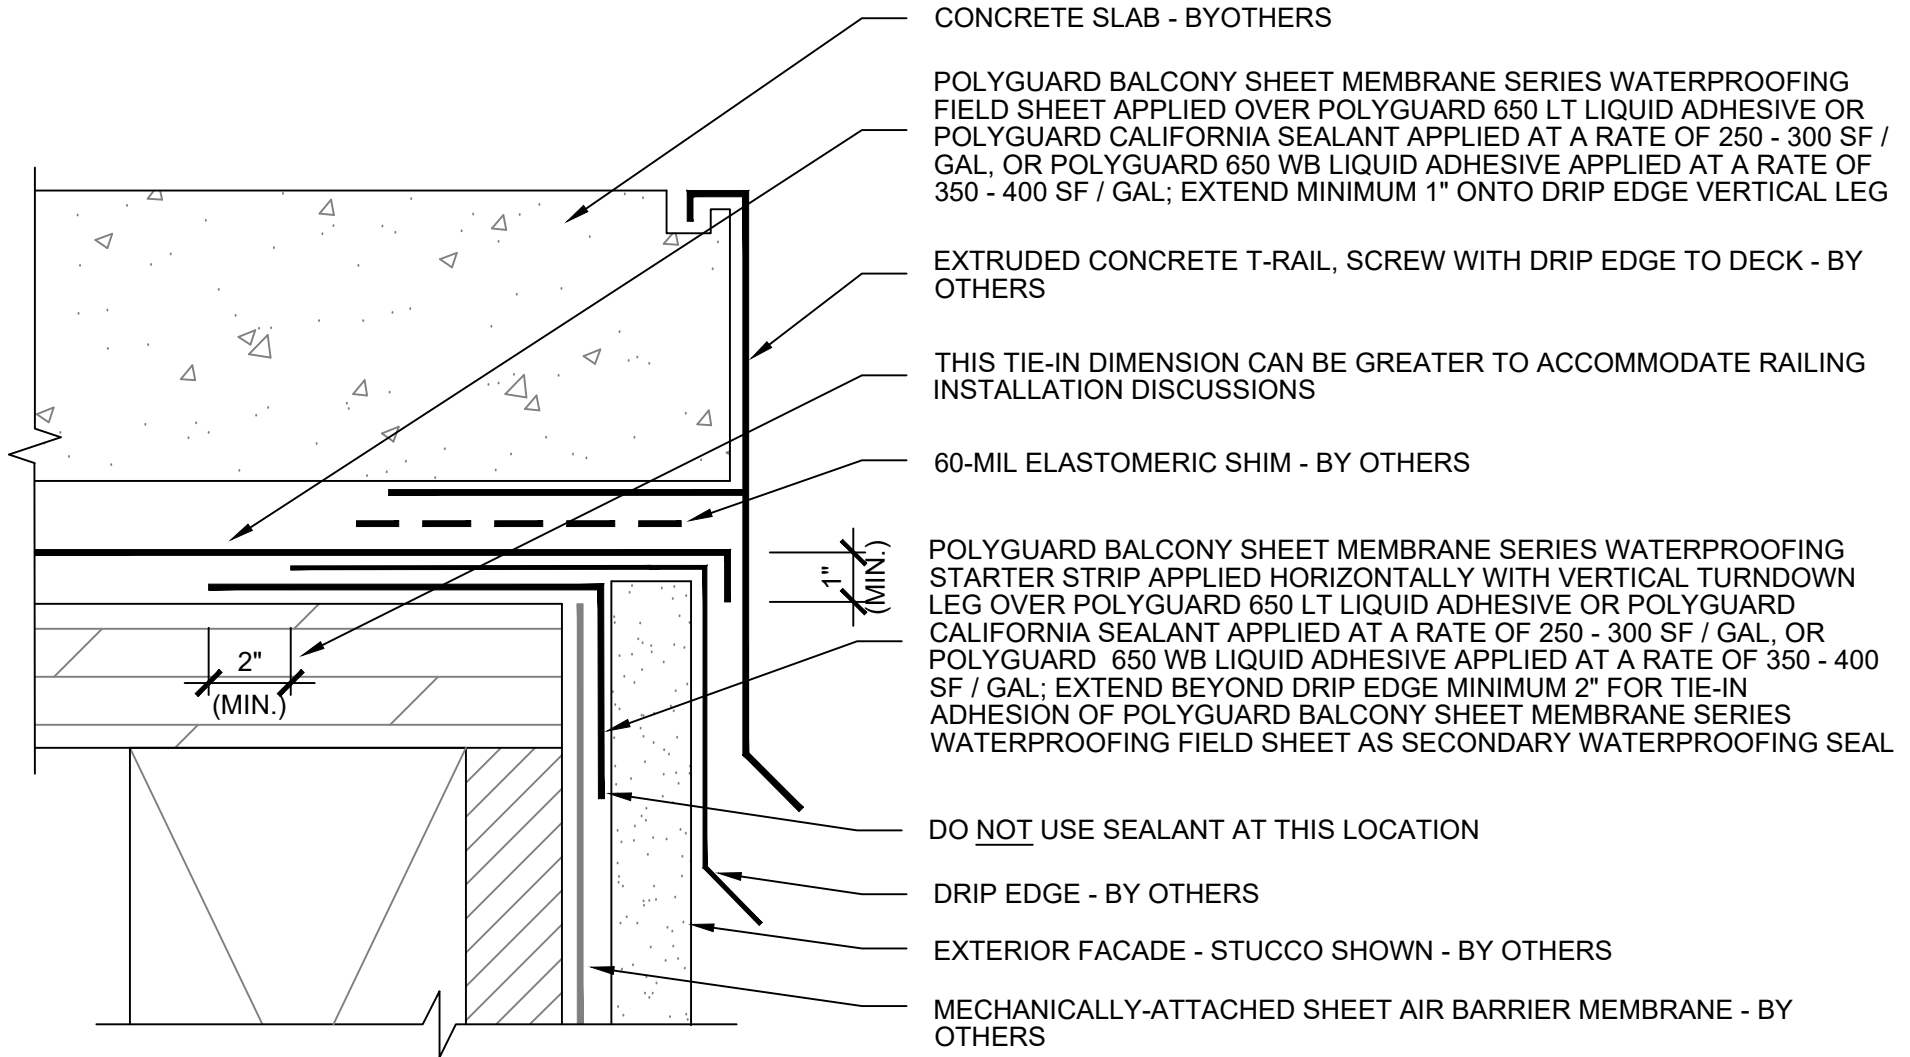 CONCRETE SLAB - BYOTHERS
POLYGUARD BALCONY SHEET MEMBRANE SERIES WATERPROOFING
FIELD SHEET APPLIED OVER POLYGUARD 650 LT LIQUID ADHESIVE OR
POLYGUARD CALIFORNIA SEALANT APPLIED AT A RATE OF 250 - 300 SF /
GAL, OR POLYGUARD 650 WB LIQUID ADHESIVE APPLIED AT A RATE OF
350 - 400 SF / GAL; EXTEND MINIMUM 1" ONTO DRIP EDGE VERTICAL LEG
EXTRUDED CONCRETE T-RAIL, SCREW WITH DRIP EDGE TO DECK - BY
OTHERS
THIS TIE-IN DIMENSION CAN BE GREATER TO ACCOMMODATE RAILING
INSTALLATION DISCUSSIONS
60-MIL ELASTOMERIC SHIM - BY OTHERS
1"
(MIN.)
POLYGUARD BALCONY SHEET MEMBRANE SERIES WATERPROOFING
STARTER STRIP APPLIED HORIZONTALLY WITH VERTICAL TURNDOWN
LEG OVER POLYGUARD 650 LT LIQUID ADHESIVE OR POLYGUARD
CALIFORNIA SEALANT APPLIED AT A RATE OF 250 - 300 SF / GAL, OR
POLYGUARD 650 WB LIQUID ADHESIVE APPLIED AT A RATE OF 350 - 400
SF / GAL; EXTEND BEYOND DRIP EDGE MINIMUM 2" FOR TIE-IN
ADHESION OF POLYGUARD BALCONY SHEET MEMBRANE SERIES
WATERPROOFING FIELD SHEET AS SECONDARY WATERPROOFING SEAL
2"
(MIN.)
DO NOT USE SEALANT AT THIS LOCATION
DRIP EDGE - BY OTHERS
EXTERIOR FACADE - STUCCO SHOWN - BY OTHERS
MECHANICALLY-ATTACHED SHEET AIR BARRIER MEMBRANE - BY
OTHERS